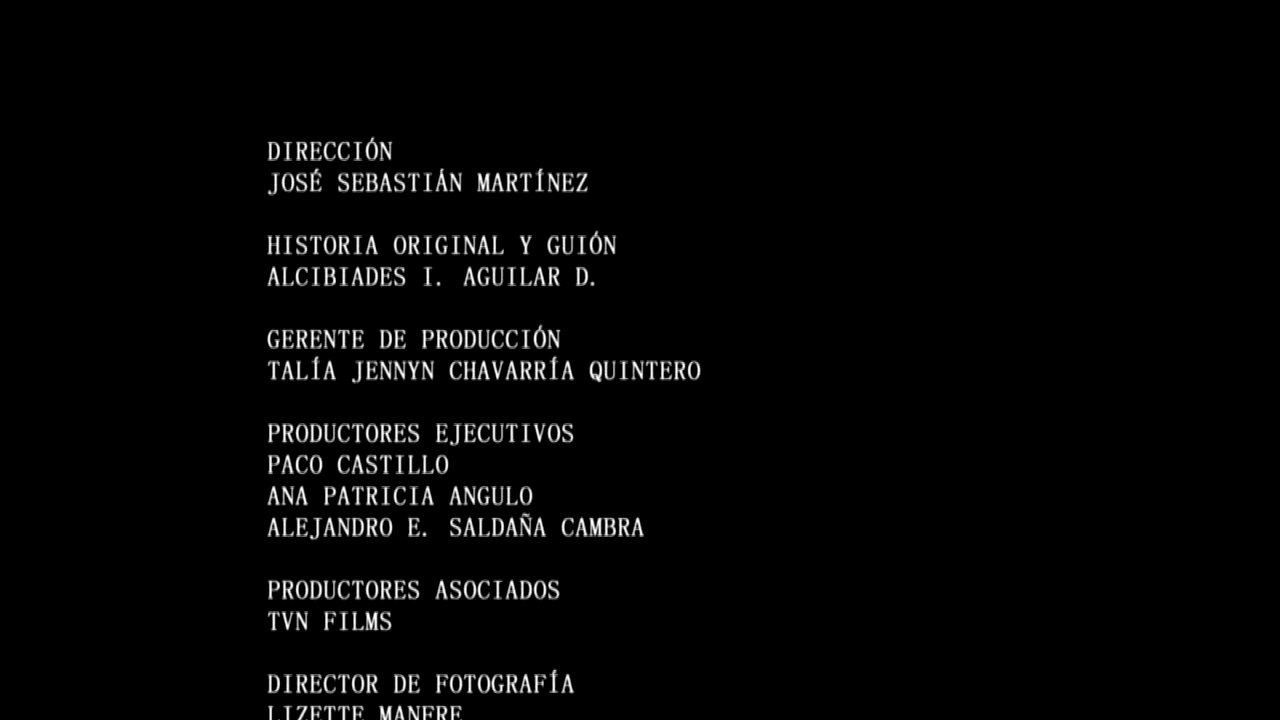 DIRECCIÓN
JOSÉ SEBASTIÁN MARTÍNEZ
HISTORIA ORIGINAL Y GUIÓN
ALCIBIADES I. AGUILAR D.
GERENTE DE PRODUCCIÓN
TALÍA JENNYN CHAVARRÍA QUINTERO
PRODUCTORES EJECUTIVOS
PACO CASTILLO
ANA PATRICIA ANGULO
ALEJANDRO E. SALDAÑA CAMBRA
PRODUCTORES ASOCIADOS
TVN FILMS
DIRECTOR DE FOTOGRAFÍA
LIZETTE